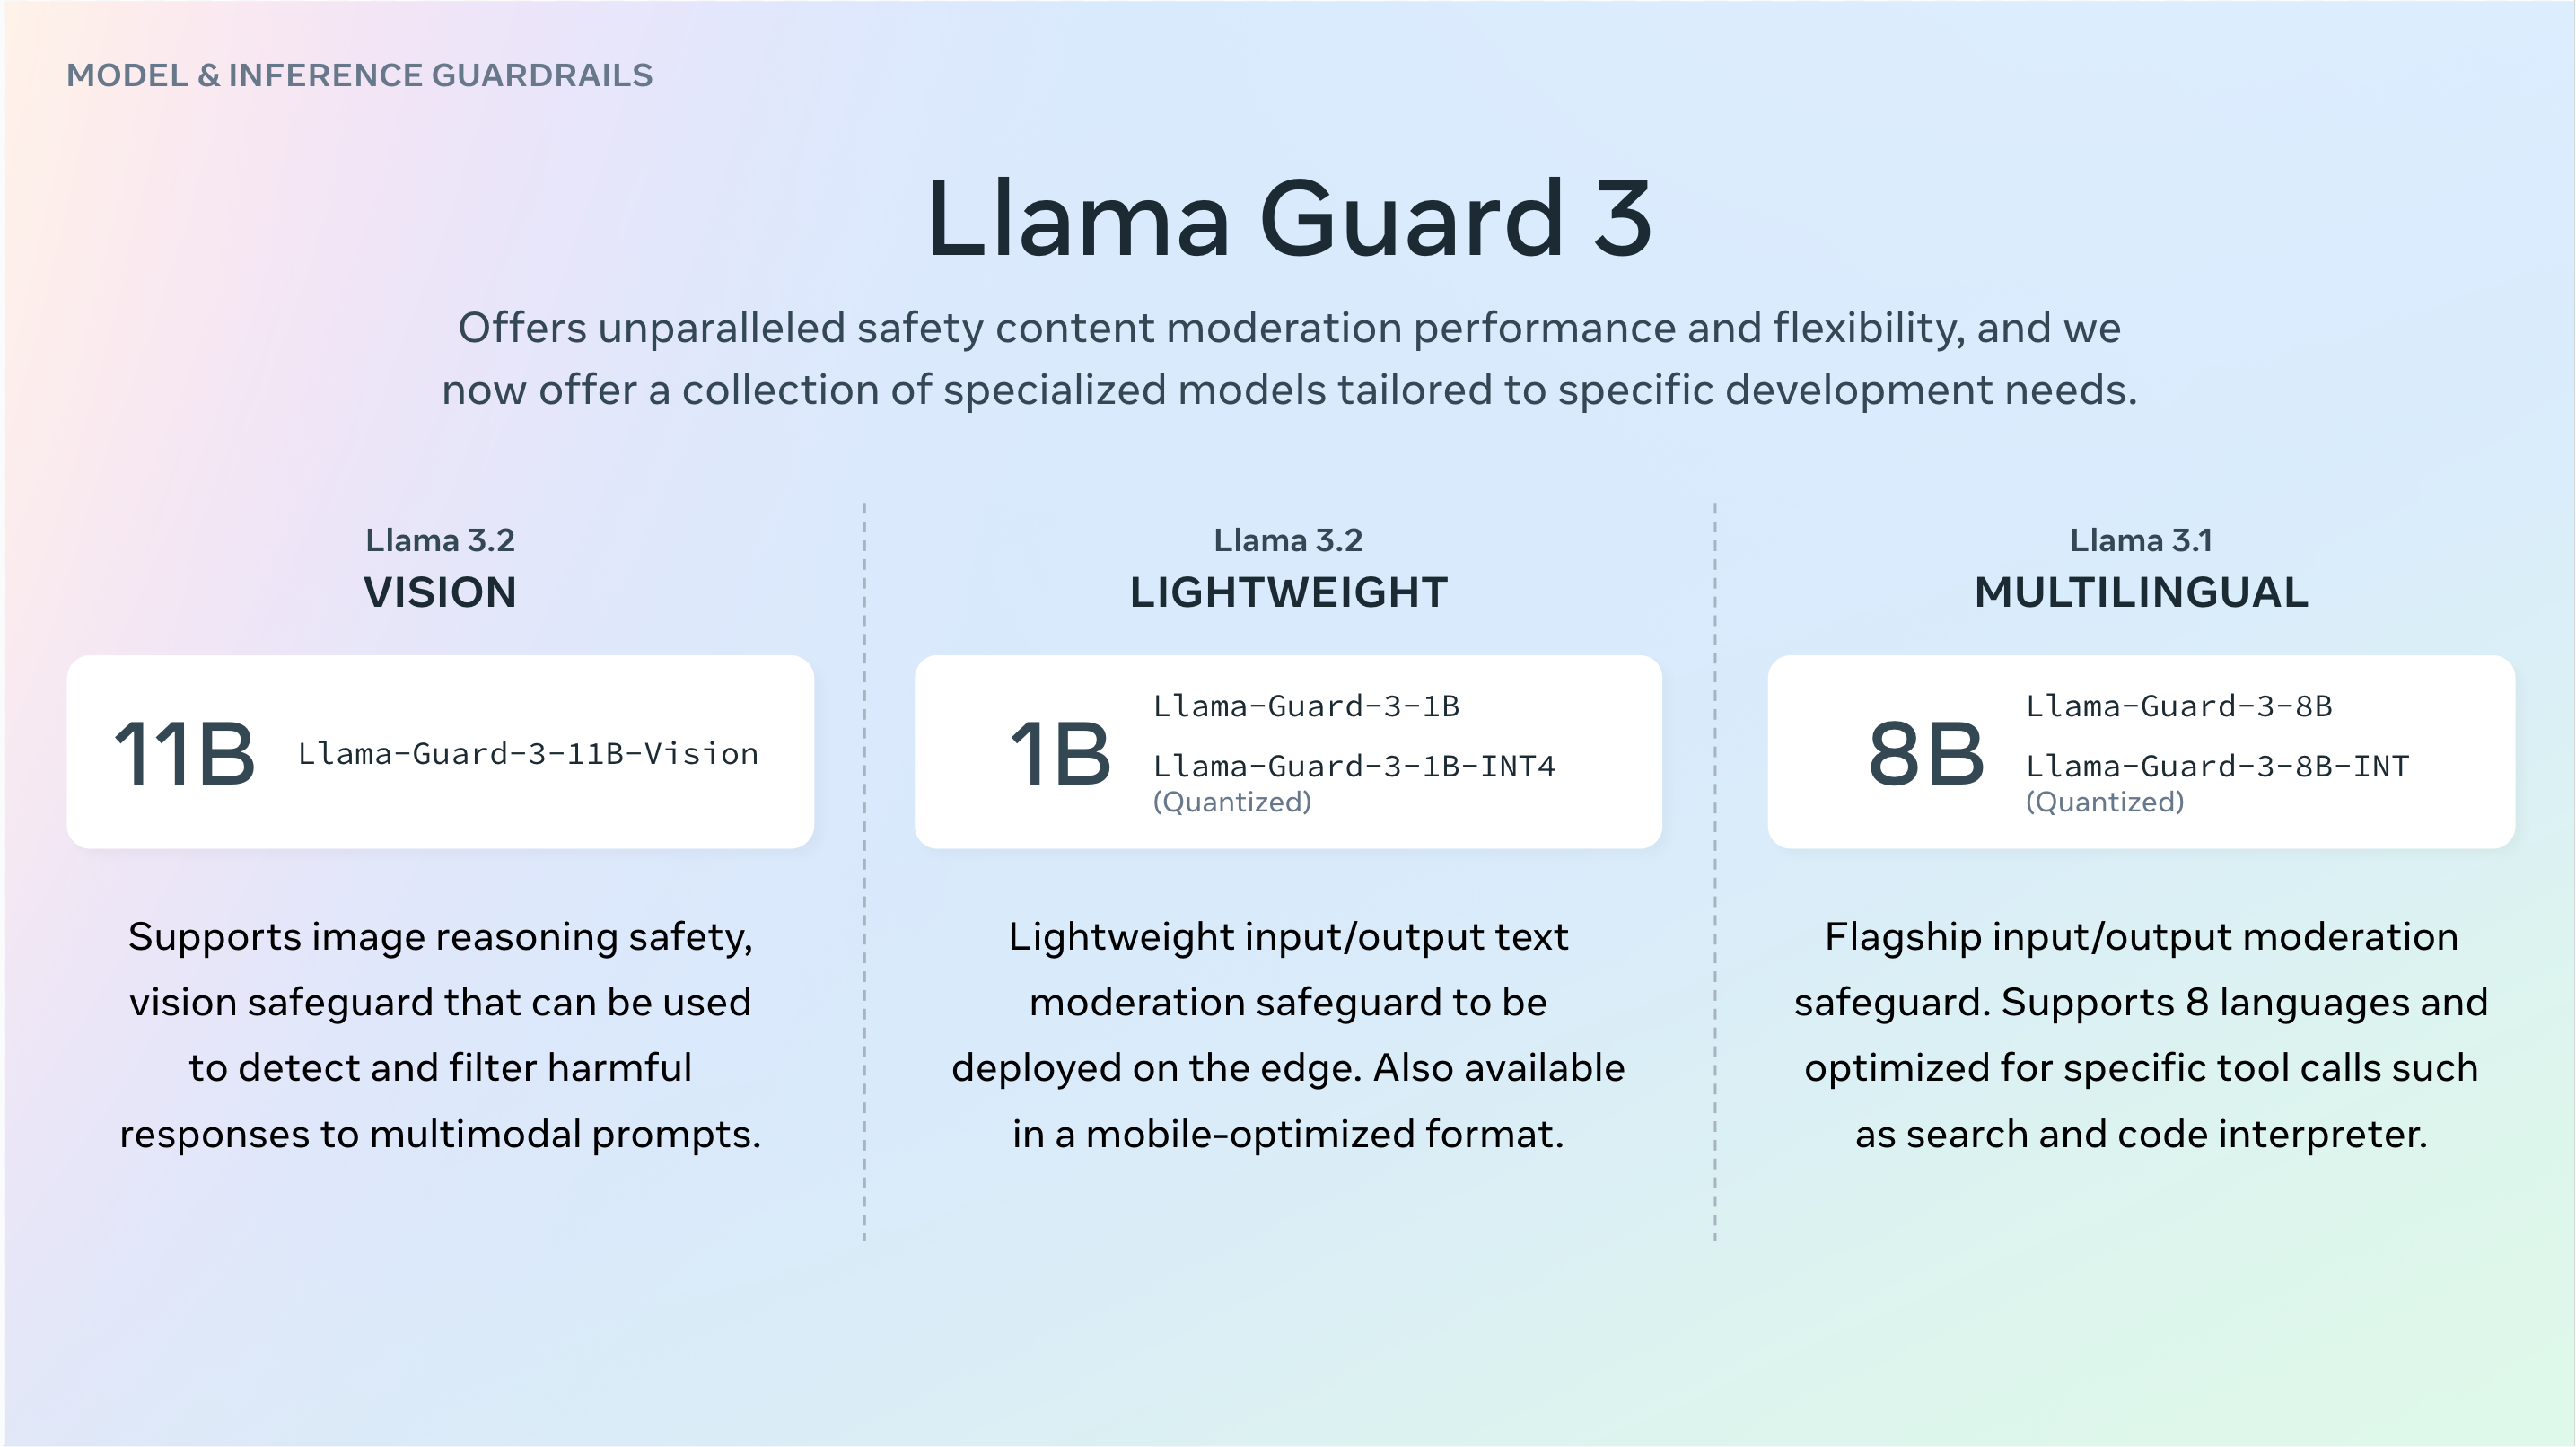 MODEL & INFERENCE GUARDRAILS
Llama Guard 3
Offers unparalleled safety content moderation performance and flexibility, and we
now offer a collection of specialized models tailored to specific development needs.
Llama 3.2
VISION
11B
Llama-Guard-3-11B-Vision
Supports image reasoning safety,
vision safeguard that can be used
to detect and filter harmful
responses to multimodal prompts.
Llama 3.2
LIGHTWEIGHT
1B
Llama-Guard-3-1B
Llama-Guard-3-1B-INT4
(Quantized)
Lightweight input/output text
moderation safeguard to be
deployed on the edge. Also available
in a mobile-optimized format.
Llama 3.1
MULTILINGUAL
8B
Llama-Guard-3-8B
Llama-Guard-3-8B-INT
(Quantized)
Flagship input/output moderation
safeguard. Supports 8 languages and
optimized for specific tool calls such
as search and code interpreter.